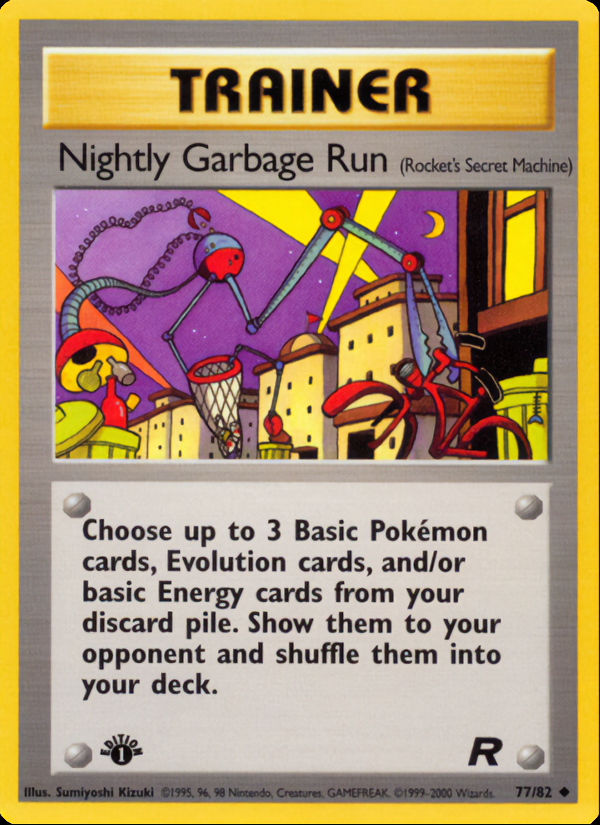 TRAINER
Nightly Garbage Run (Rocket's Secret Machine)
Choose up to 3 Basic Pokémon
cards, Evolution cards, and/or
basic Energy cards from your
discard pile. Show them to your
opponent and shuffle them into
your deck.
EDITION
1
R
Illus. Sumiyoshi Kizuki ©1995, 96, 98 Nintendo, Creatures, GAMEFREAK. ©1999-2000 Wizards. 77/82 ◆